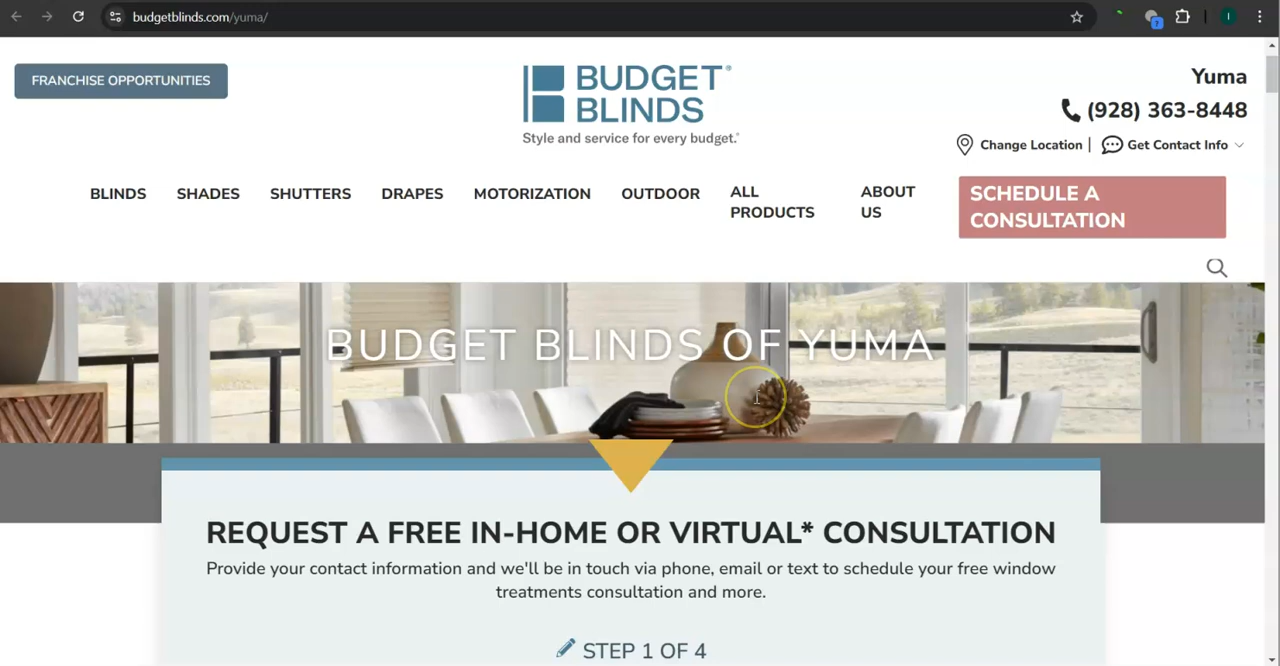 budgetblinds.com/yuma/
FRANCHISE OPPORTUNITIES
BUDGET
BLINDS
Style and service for every budget.®
Yuma
(928) 363-8448
Change Location | Get Contact Info
BLINDS SHADES SHUTTERS DRAPES MOTORIZATION OUTDOOR ALL PRODUCTS ABOUT US
SCHEDULE A
CONSULTATION
BUDGET BLINDS OF YUMA
REQUEST A FREE IN-HOME OR VIRTUAL* CONSULTATION
Provide your contact information and we'll be in touch via phone, email or text to schedule your free window
treatments consultation and more.
STEP 1 OF 4